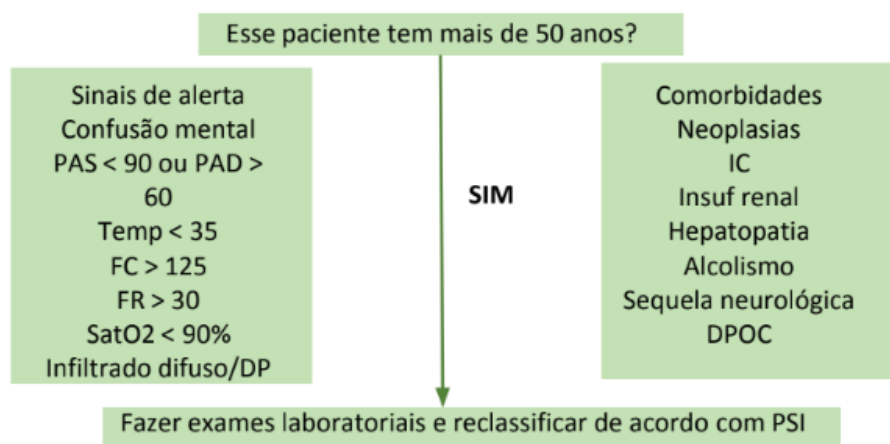 Esse paciente tem mais de 50 anos?
Sinais de alerta
Confusão mental
PAS < 90 ou PAD >
60
Temp < 35
FC > 125
FR > 30
SatO2 < 90%
Infiltrado difuso/DP
SIM
Comorbidades
Neoplasias
IC
Insuf renal
Hepatopatia
Alcolismo
Sequela neurológica
DPOC
Fazer exames laboratoriais e reclassificar de acordo com PSI